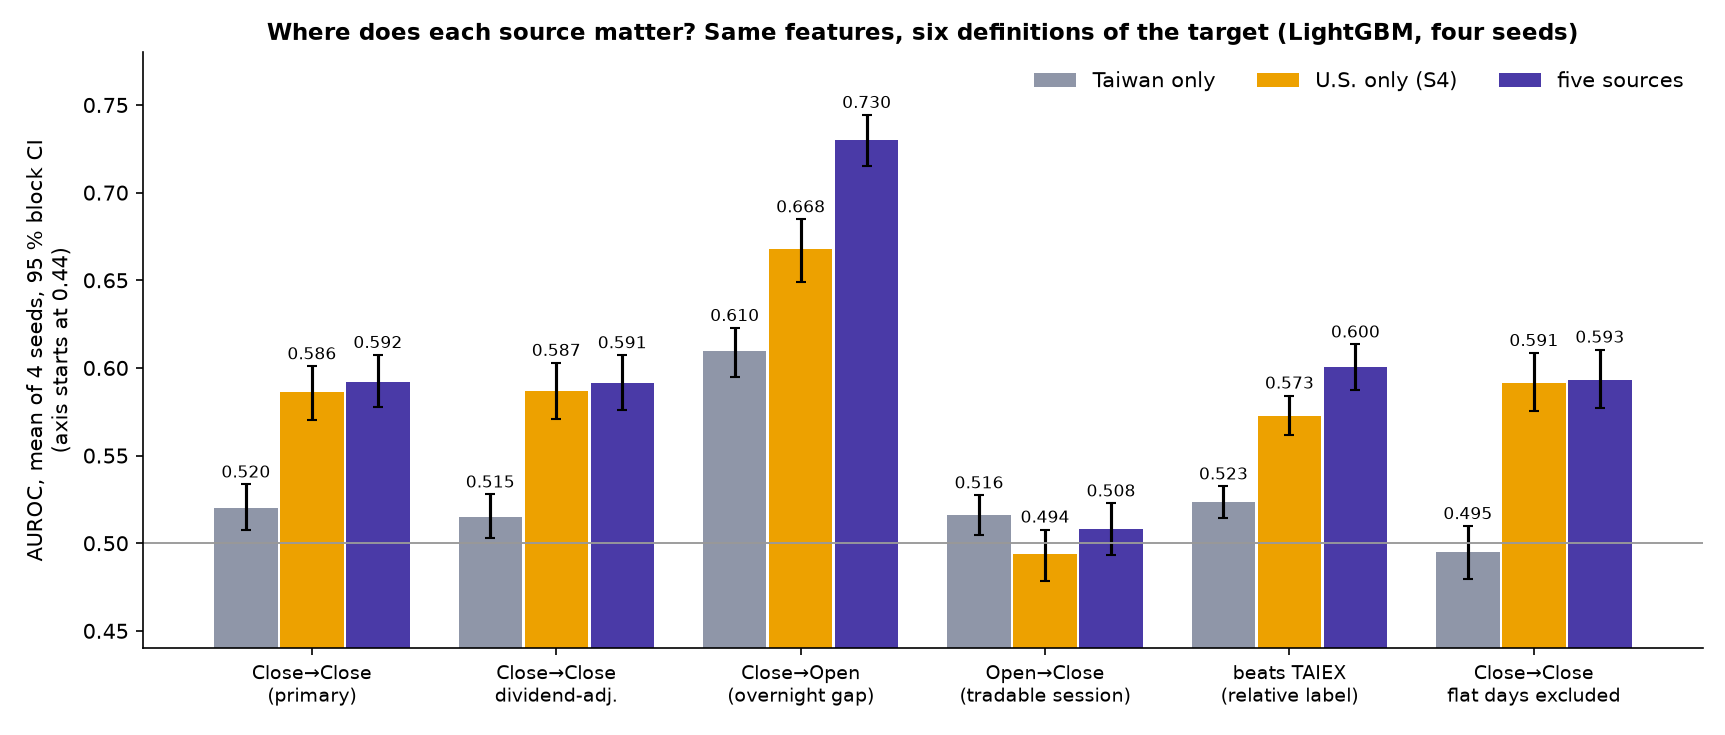 Where does each source matter? Same features, six definitions of the target (LightGBM, four seeds)
Taiwan only
U.S. only (S4)
five sources
AUROC, mean of 4 seeds, 95 % block CI
(axis starts at 0.44)
0.75
0.70
0.65
0.60
0.55
0.50
0.45
0.520
0.586
0.592
0.515
0.587
0.591
0.610
0.668
0.730
0.516
0.494
0.508
0.523
0.573
0.600
0.495
0.591
0.593
Close→Close
(primary)
Close→Close
dividend-adj.
Close→Open
(overnight gap)
Open→Close
(tradable session)
beats TAIEX
(relative label)
Close→Close
flat days excluded